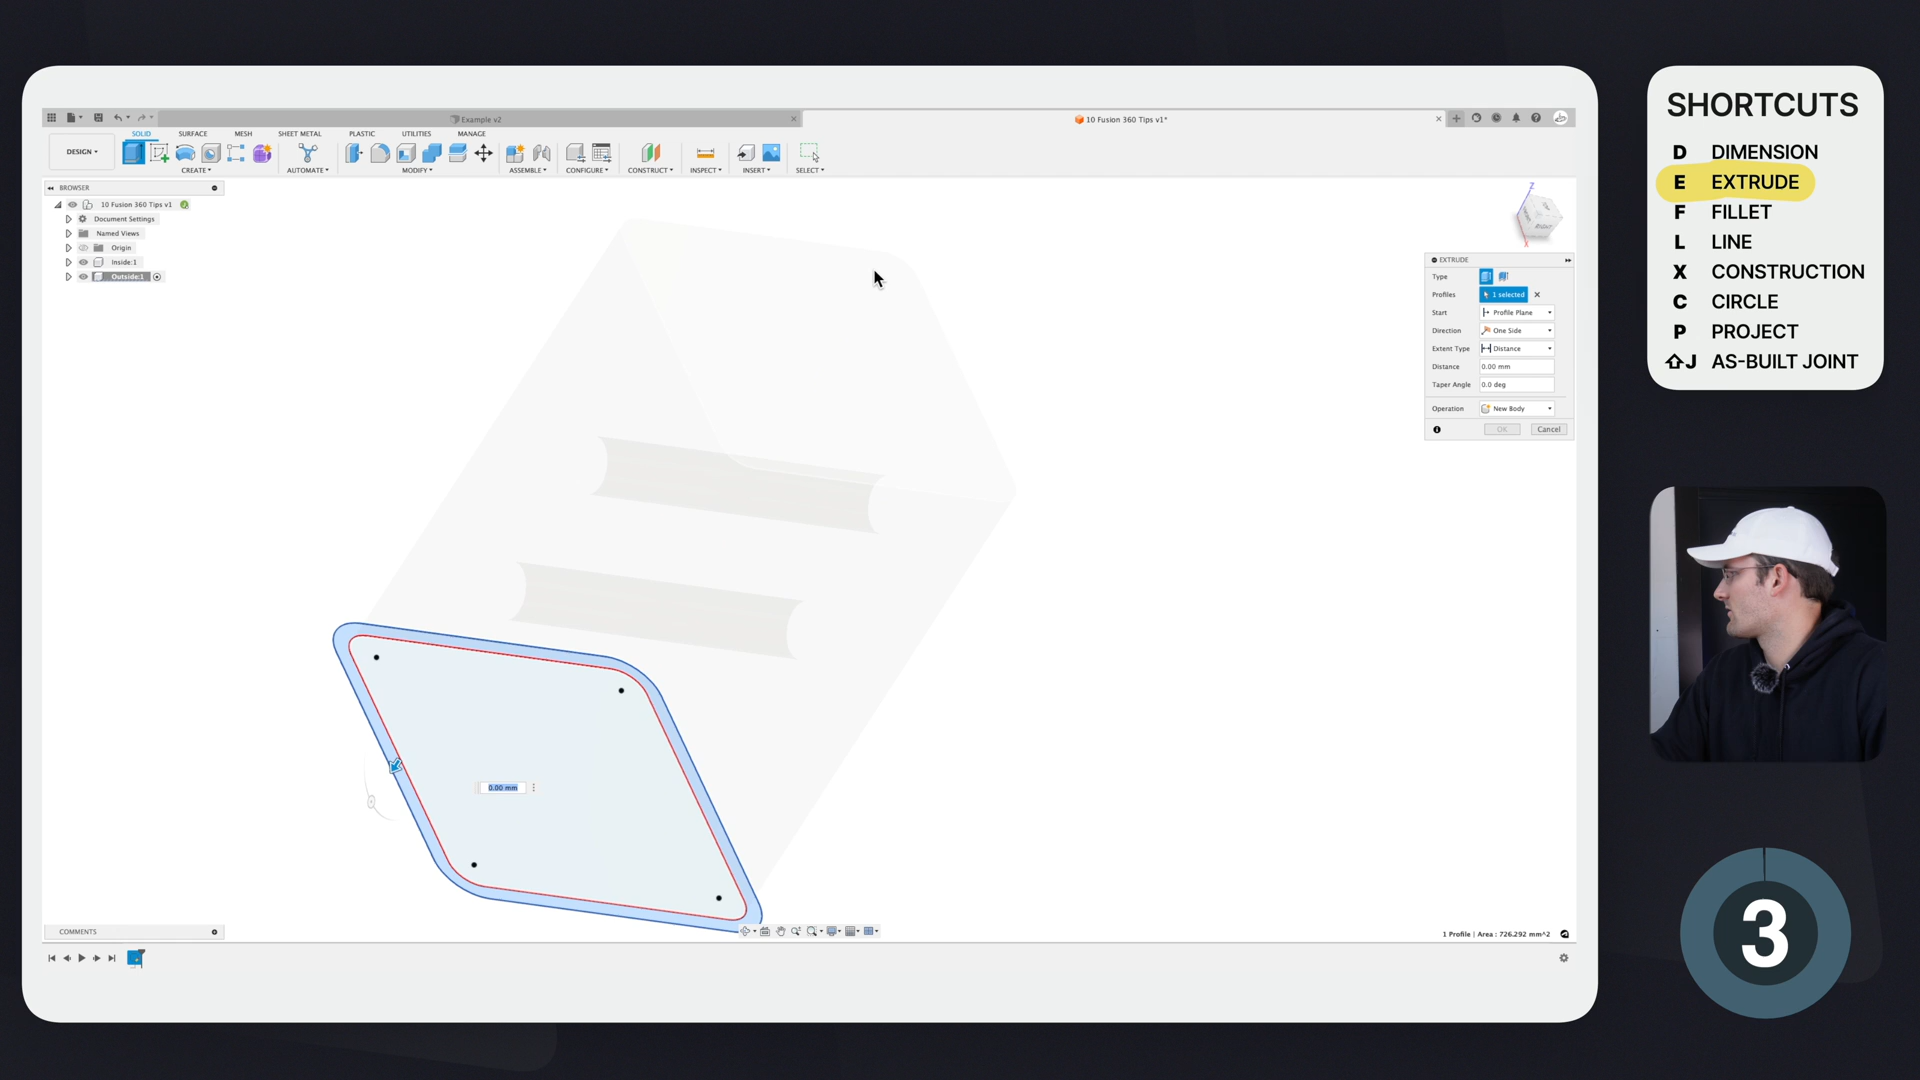 Example v2
10 Fusion 360 Tips v1*
DESIGN
SOLID
SURFACE
MESH
SHEET METAL
PLASTIC
UTILITIES
MANAGE
CREATE
AUTOMATE
MODIFY
ASSEMBLE
CONFIGURE
CONSTRUCT
INSPECT
INSERT
SELECT
BROWSER
10 Fusion 360 Tips v1
Document Settings
Named Views
Origin
Inside:1
Outside:1
Z
EXTRUDE
Type
Profiles 1 selected
Start Profile Plane
Direction One Side
Extent Type Distance
Distance 0.00 mm
Taper Angle 0.0 deg
Operation New Body
OK Cancel
0.00 mm
COMMENTS
1 Profile | Area : 726.292 mm^2
SHORTCUTS
D DIMENSION
E EXTRUDE
F FILLET
L LINE
X CONSTRUCTION
C CIRCLE
P PROJECT
⇧J AS-BUILT JOINT
3